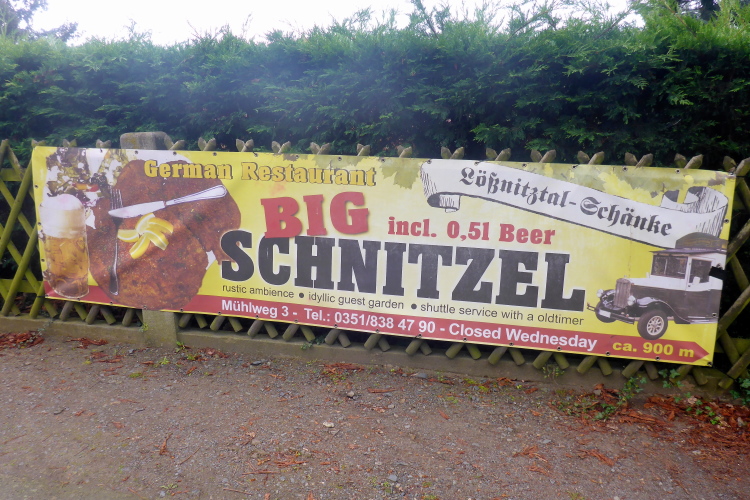 German Restaurant
Lößnitztal-Schänke
BIG incl. 0,5l Beer
SCHNITZEL
rustic ambience • idyllic guest garden • shuttle service with a oldtimer
Mühlweg 3 - Tel.: 0351/838 47 90 - Closed Wednesday
ca. 900 m